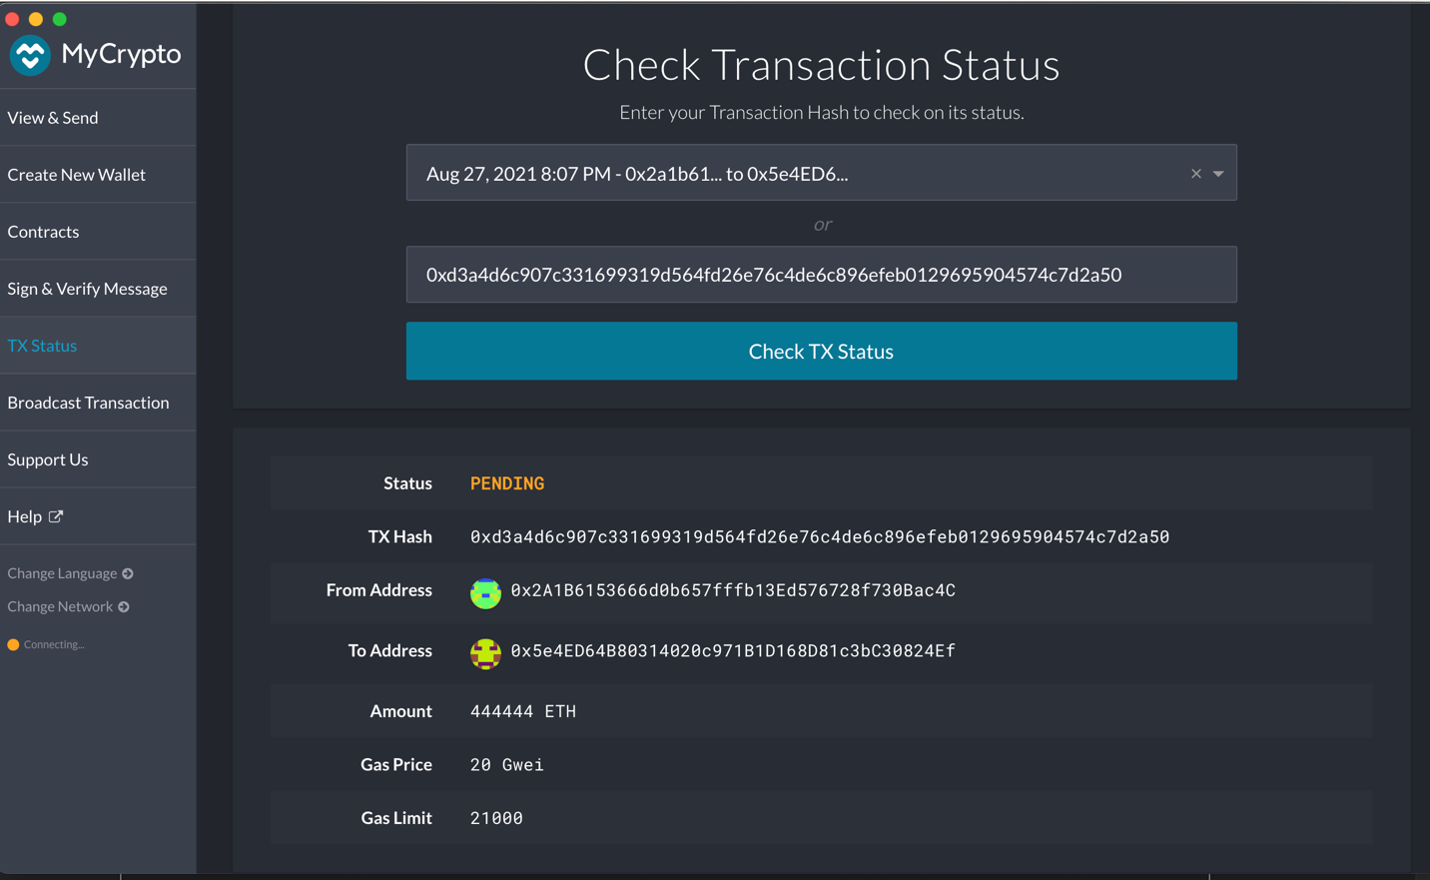 MyCrypto
View & Send
Create New Wallet
Contracts
Sign & Verify Message
TX Status
Broadcast Transaction
Support Us
Help
Change Language
Change Network
Connecting...
Check Transaction Status
Enter your Transaction Hash to check on its status.
Aug 27, 2021 8:07 PM - 0x2a1b61... to 0x5e4ED6...
or
0xd3a4d6c907c331699319d564fd26e76c4de6c896efeb0129695904574c7d2a50
Check TX Status
Status PENDING
TX Hash 0xd3a4d6c907c331699319d564fd26e76c4de6c896efeb0129695904574c7d2a50
From Address 0x2A1B6153666d0b657fffb13Ed576728f730Bac4C
To Address 0x5e4ED64B80314020c971B1D168D81c3bC30824Ef
Amount 444444 ETH
Gas Price 20 Gwei
Gas Limit 21000